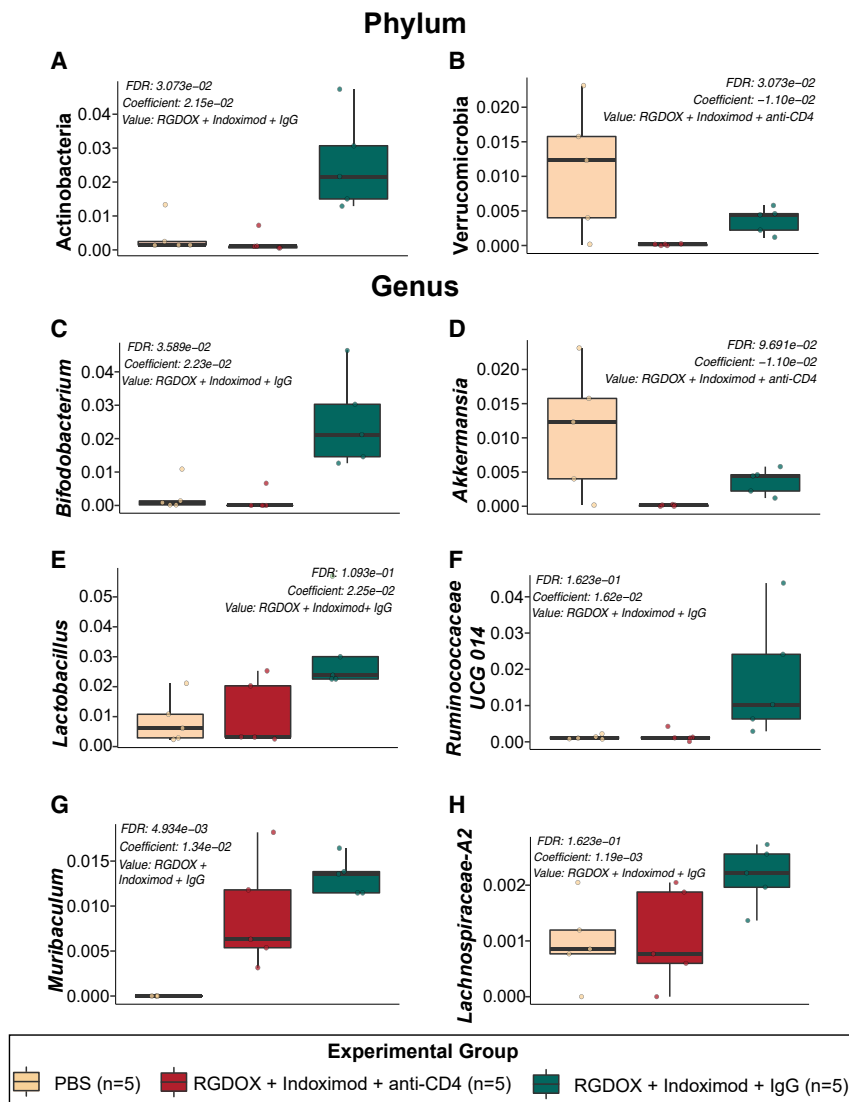 Phylum
A
FDR: 3.073e−02
Coefficient: 2.15e−02
Value: RGDOX + Indoximod + IgG
Actinobacteria
0.04
0.03
0.02
0.01
0.00
B
FDR: 3.073e−02
Coefficient: −1.10e−02
Value: RGDOX + Indoximod + anti-CD4
Verrucomicrobia
0.020
0.015
0.010
0.005
0.000
Genus
C
FDR: 3.589e−02
Coefficient: 2.23e−02
Value: RGDOX + Indoximod + IgG
Bifodobacterium
0.04
0.03
0.02
0.01
0.00
D
FDR: 9.691e−02
Coefficient: −1.10e−02
Value: RGDOX + Indoximod + anti-CD4
Akkermansia
0.020
0.015
0.010
0.005
0.000
E
FDR: 1.093e−01
Coefficient: 2.25e−02
Value: RGDOX + Indoximod+ IgG
Lactobacillus
0.05
0.04
0.03
0.02
0.01
0.00
F
FDR: 1.623e−01
Coefficient: 1.62e−02
Value: RGDOX + Indoximod + IgG
Ruminococcaceae
UCG 014
0.04
0.03
0.02
0.01
0.00
G
FDR: 4.934e−03
Coefficient: 1.34e−02
Value: RGDOX +
Indoximod + IgG
Muribaculum
0.015
0.010
0.005
0.000
H
FDR: 1.623e−01
Coefficient: 1.19e−03
Value: RGDOX + Indoximod + IgG
Lachnospiraceae-A2
0.002
0.001
0.000
Experimental Group
PBS (n=5)
RGDOX + Indoximod + anti-CD4 (n=5)
RGDOX + Indoximod + IgG (n=5)